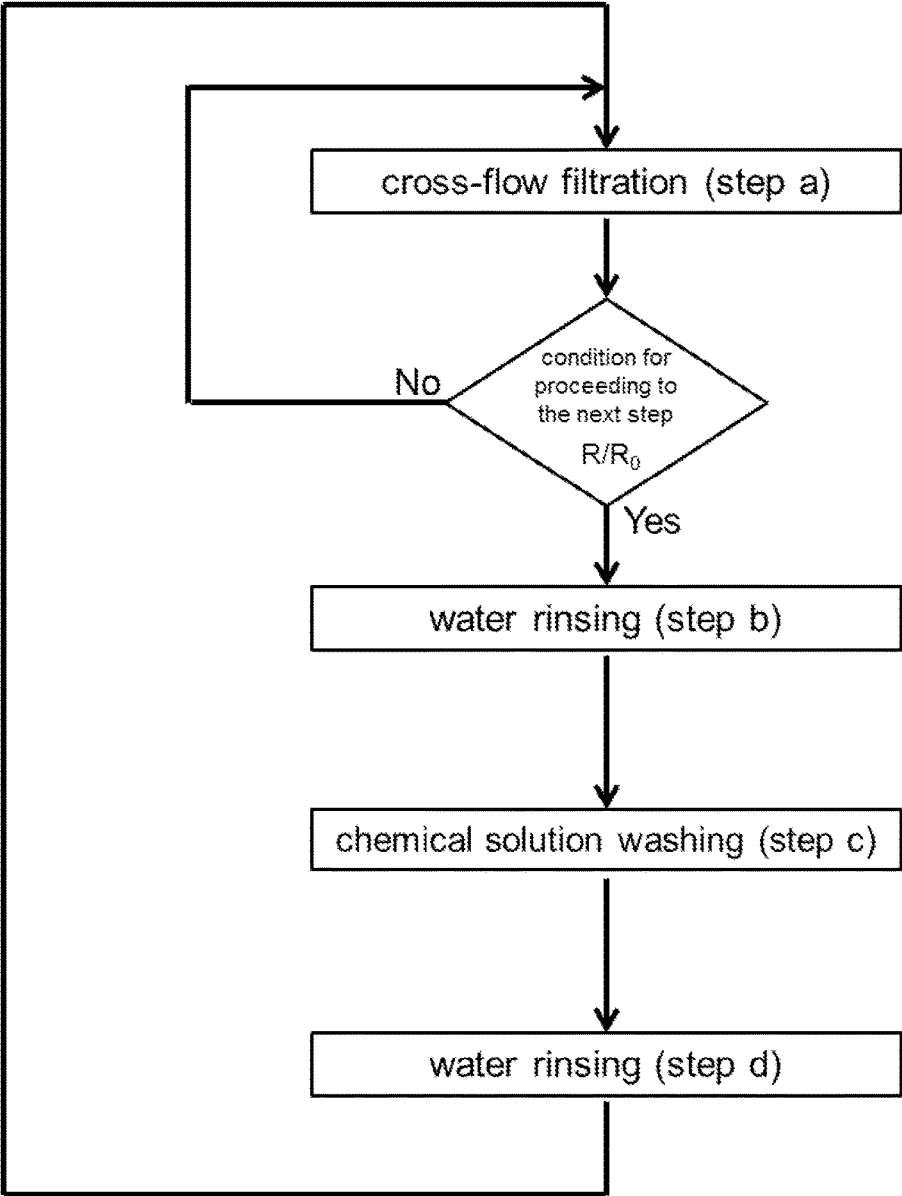 cross-flow filtration (step a)
condition for
proceeding to
the next step
R/R₀
No
Yes
water rinsing (step b)
chemical solution washing (step c)
water rinsing (step d)